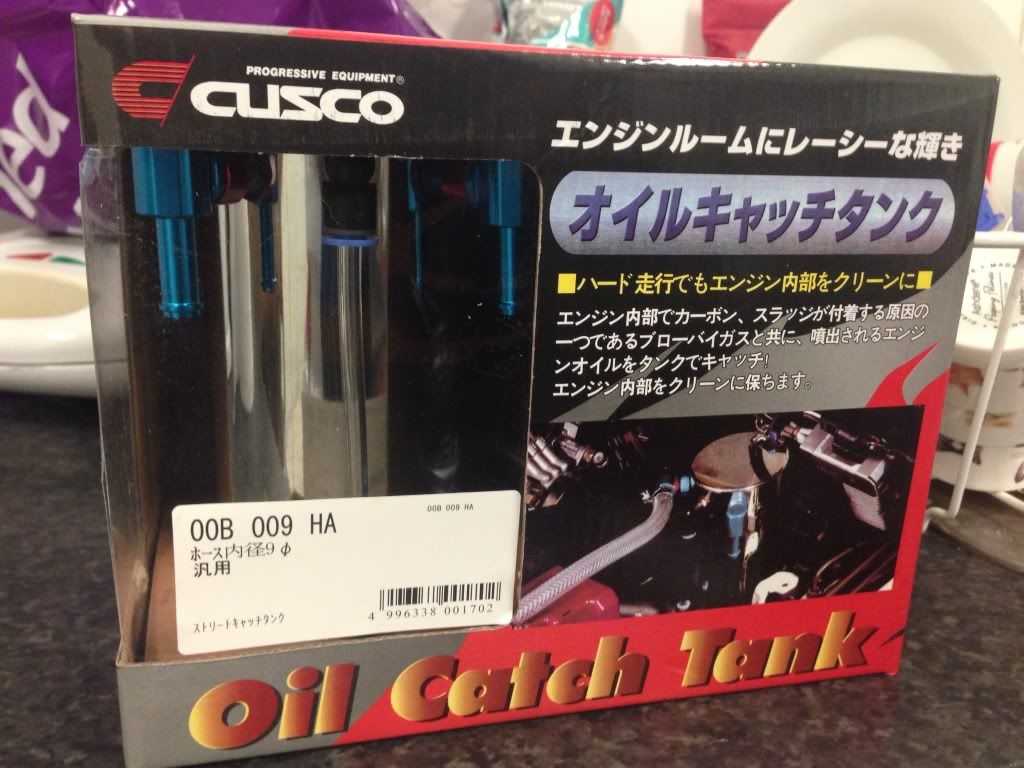 PROGRESSIVE EQUIPMENT®
CUSCO
エンジンルームにレーシーな輝き
オイルキャッチタンク
■ハード走行でもエンジン内部をクリーンに■
エンジン内部でカーボン、スラッジが付着する原因の
一つであるブローバイガスと共に、噴出されるエンジ
ンオイルをタンクでキャッチ!
エンジン内部をクリーンに保ちます。
00B 009 HA
00B 009 HA
ホース内径9φ
汎用
4 996338 001702
ストリートキャッチタンク
Oil Catch Tank